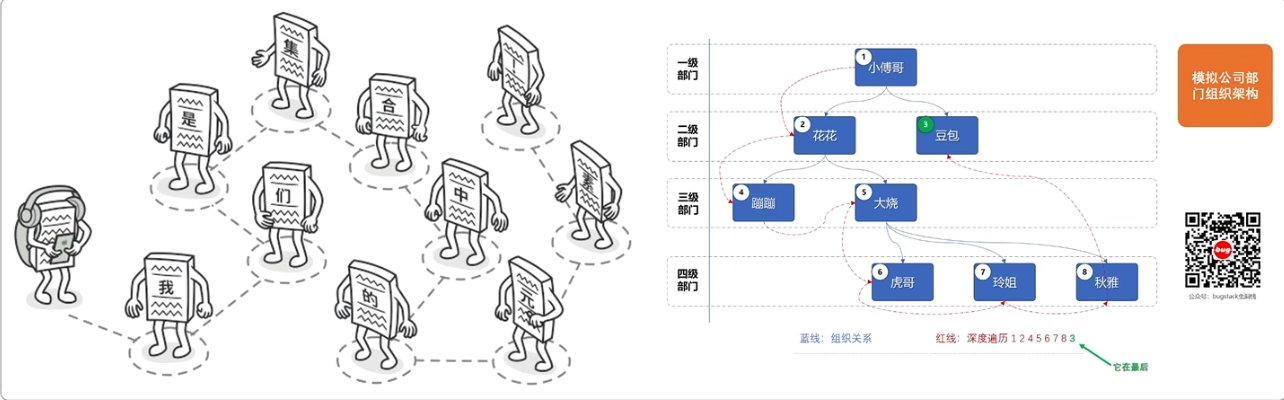 集
合
是
们
中
素
我
的
元
一级
部门
二级
部门
三级
部门
四级
部门
1
小傅哥
2
花花
3
豆包
4
蹦蹦
5
大烧
6
虎哥
7
玲姐
8
秋雅
蓝线：组织关系
红线：深度遍历 1 2 4 5 6 7 8 3
它在最后
模拟公司部
门组织架构
bug
公众号：bugstack虫洞栈